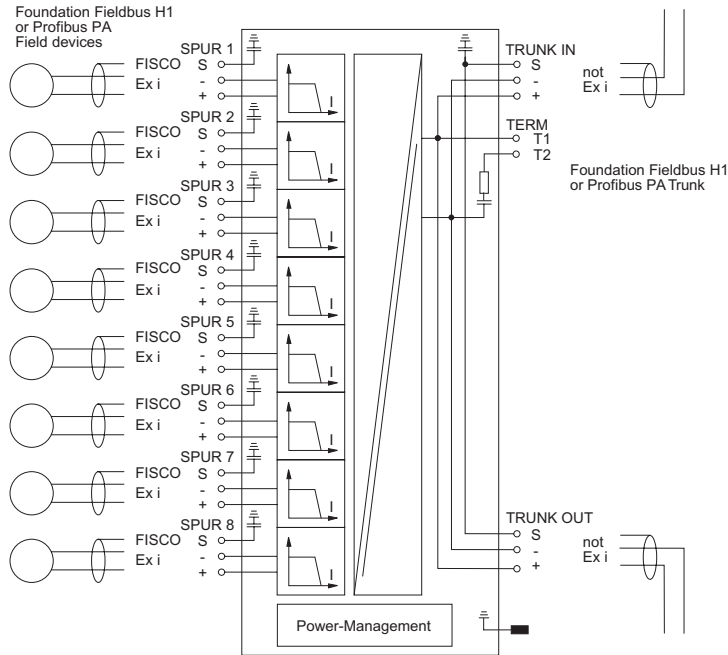 Foundation Fieldbus H1
or Profibus PA
Field devices
SPUR 1
FISCO S
Ex i -
+
I
SPUR 2
FISCO S
Ex i -
+
I
SPUR 3
FISCO S
Ex i -
+
I
SPUR 4
FISCO S
Ex i -
+
I
SPUR 5
FISCO S
Ex i -
+
I
SPUR 6
FISCO S
Ex i -
+
I
SPUR 7
FISCO S
Ex i -
+
I
SPUR 8
FISCO S
Ex i -
+
I
Power-Management
TRUNK IN
S
-
+
not
Ex i
TERM
T1
T2
Foundation Fieldbus H1
or Profibus PA Trunk
TRUNK OUT
S
-
+
not
Ex i